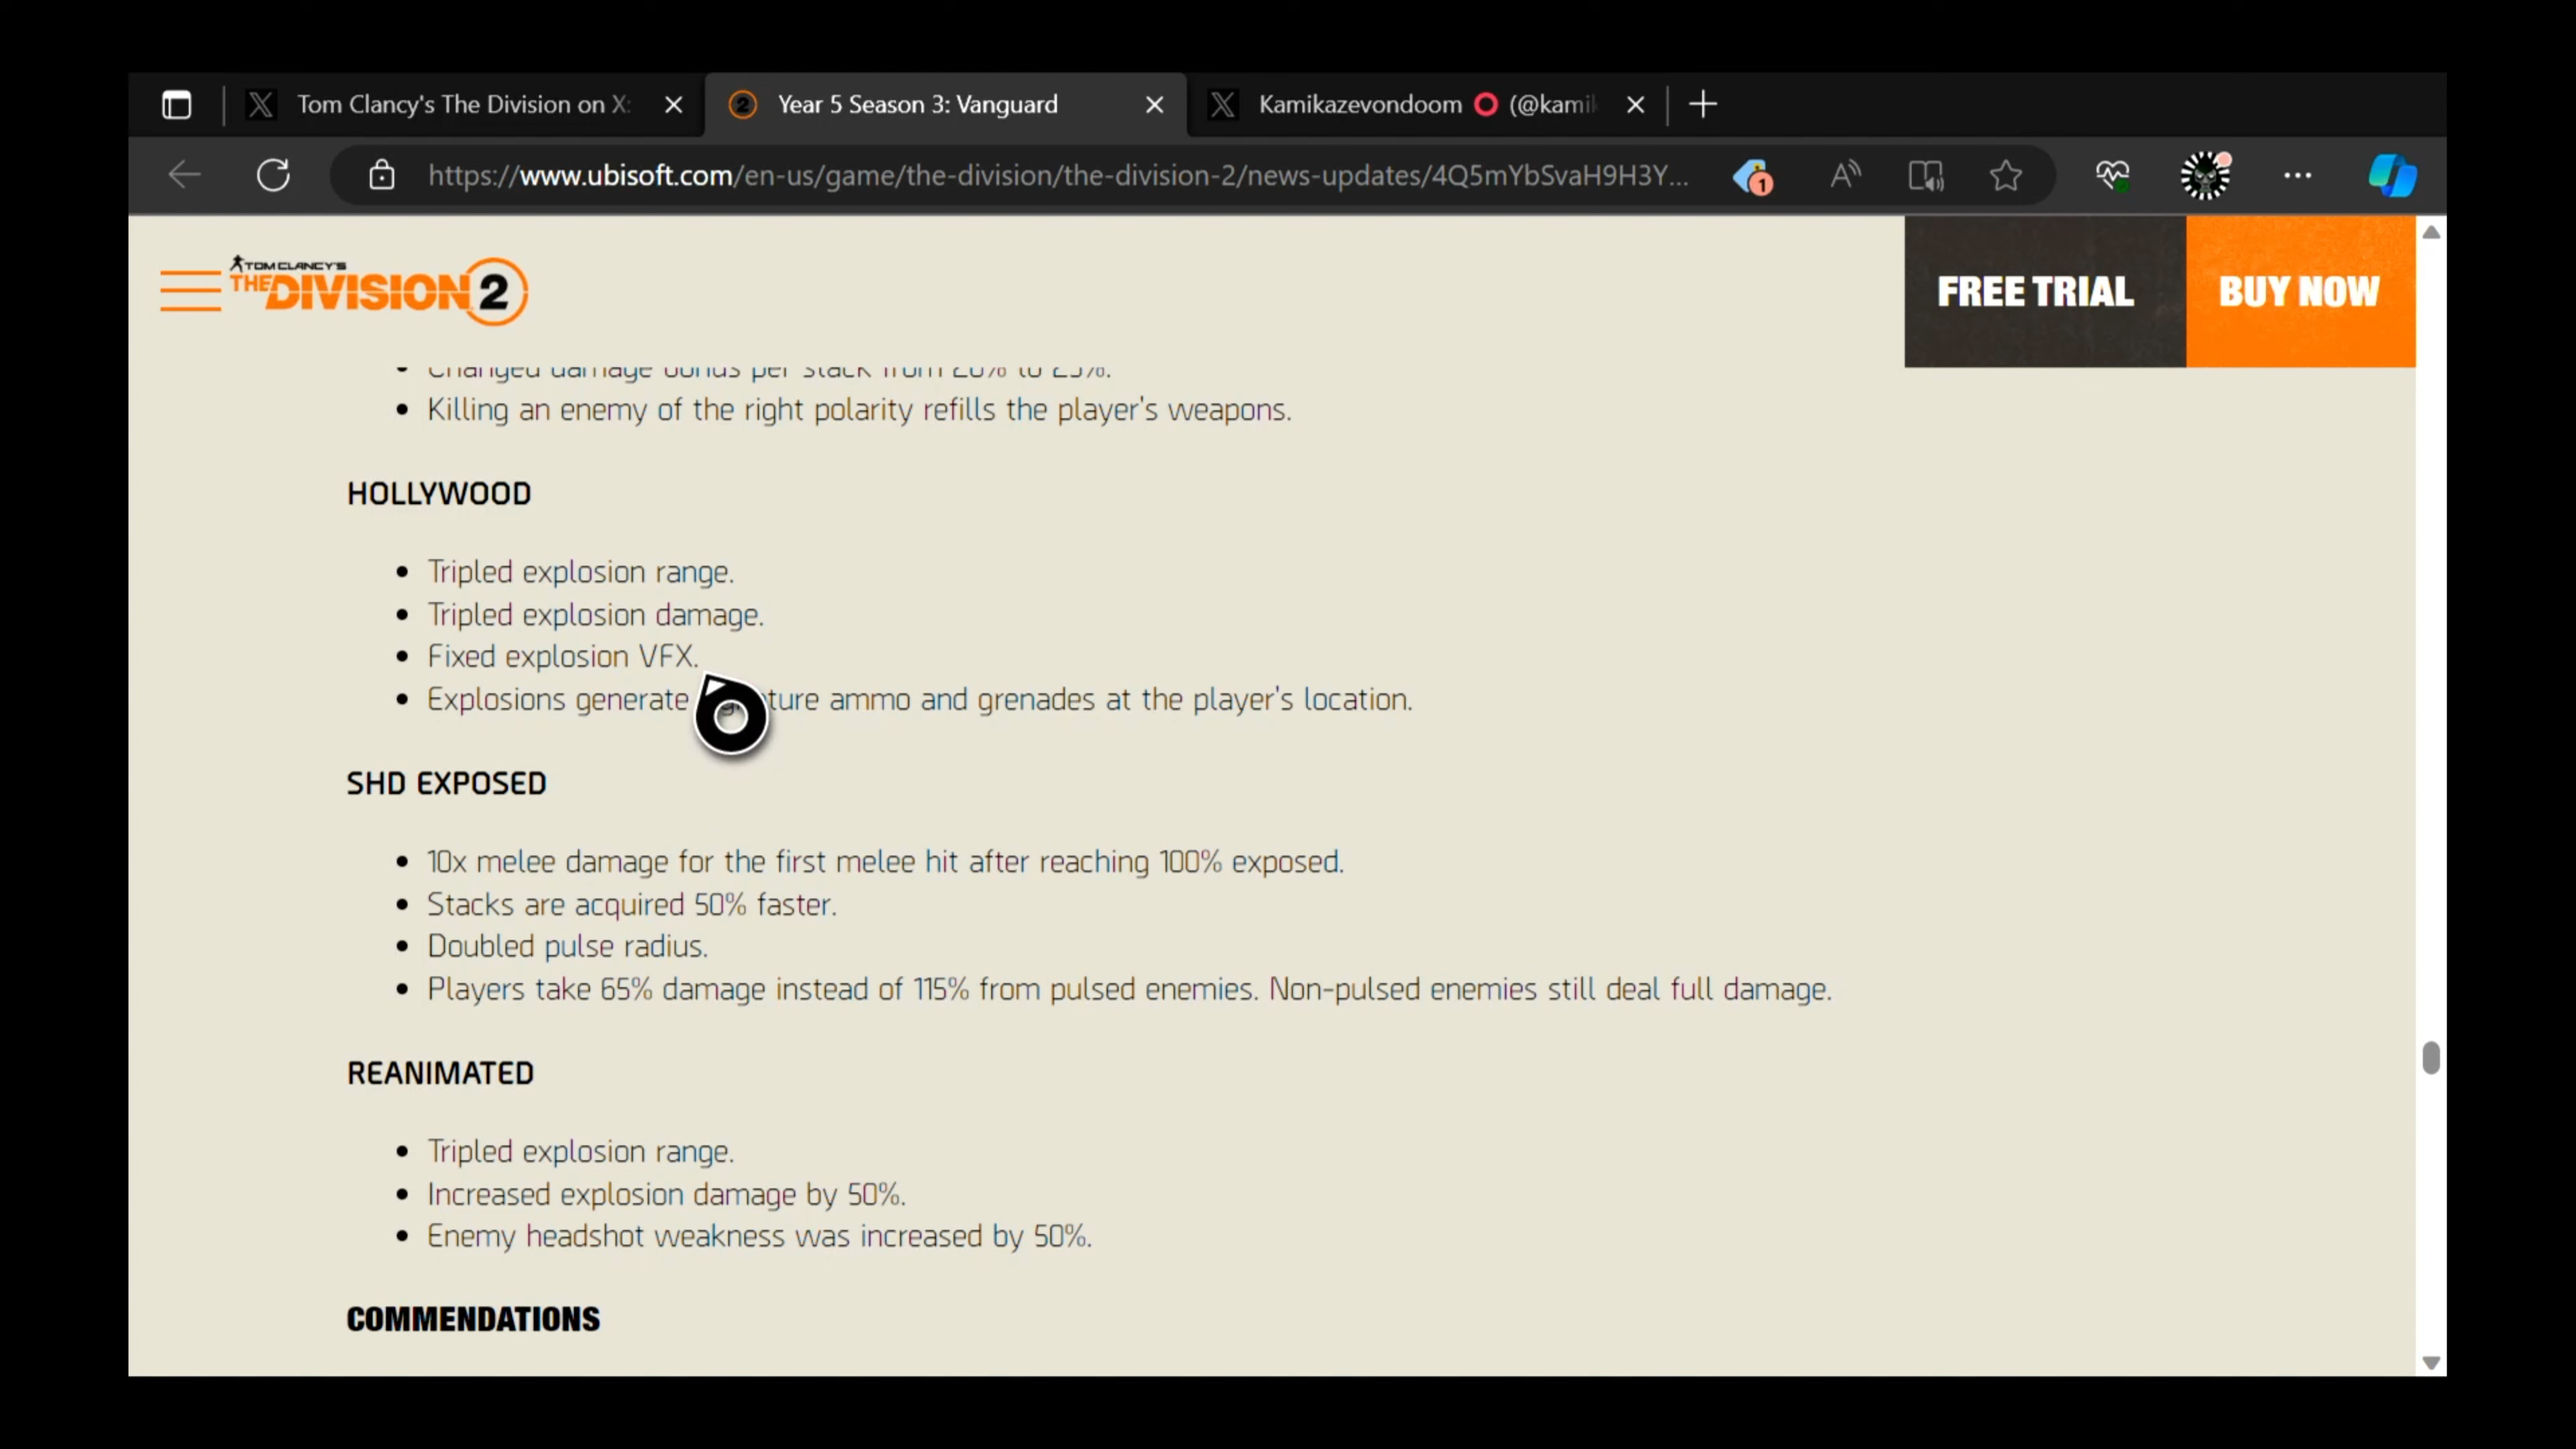 Tom Clancy's The Division on X:
Year 5 Season 3: Vanguard
Kamikazevondoom (@kami
https://www.ubisoft.com/en-us/game/the-division/the-division-2/news-updates/4Q5mYbSvaH9H3Y...
1
TOM CLANCY'S
THE DIVISION 2
FREE TRIAL
BUY NOW
Changed damage bonus per stack from to 25%.
Killing an enemy of the right polarity refills the player's weapons.
HOLLYWOOD
Tripled explosion range.
Tripled explosion damage.
Fixed explosion VFX.
Explosions generate ture ammo and grenades at the player's location.
SHD EXPOSED
10x melee damage for the first melee hit after reaching 100% exposed.
Stacks are acquired 50% faster.
Doubled pulse radius.
Players take 65% damage instead of 115% from pulsed enemies. Non-pulsed enemies still deal full damage.
REANIMATED
Tripled explosion range.
Increased explosion damage by 50%.
Enemy headshot weakness was increased by 50%.
COMMENDATIONS